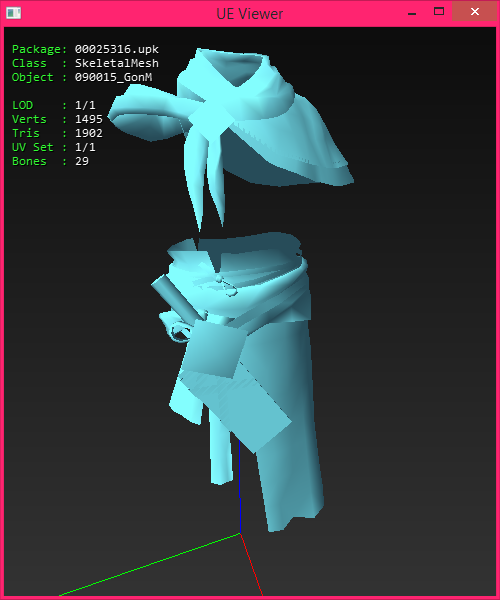 UE Viewer
Package: 00025316.upk
Class  : SkeletalMesh
Object : 090015_GonM
LOD    : 1/1
Verts  : 1495
Tris   : 1902
UV Set : 1/1
Bones  : 29